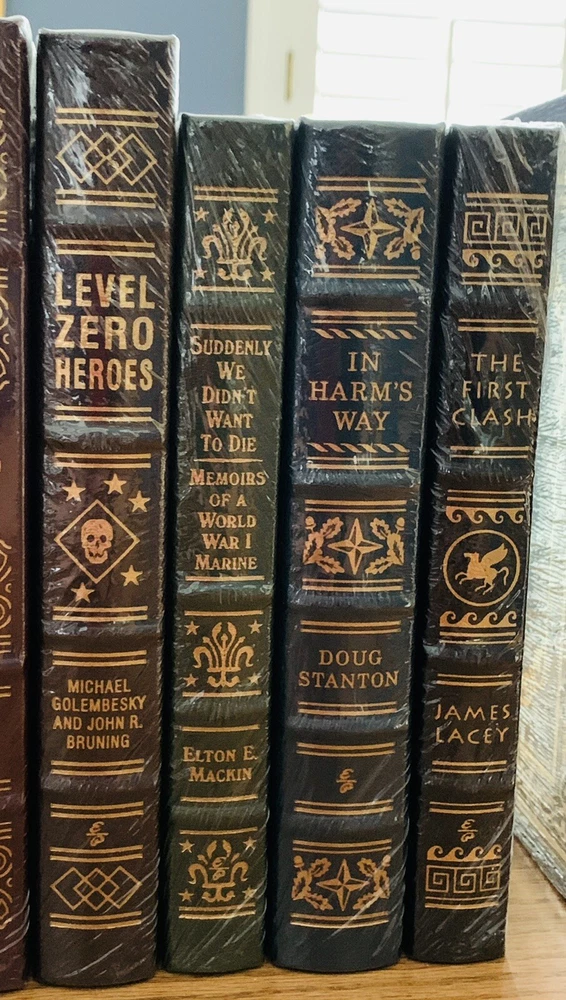 LEVEL
ZERO
HEROES
MICHAEL
GOLEMBESKY
AND JOHN R.
BRUNING
SUDDENLY
WE
DIDN'T
WANT
TO DIE
MEMOIRS
OF A
WORLD
WAR I
MARINE
ELTON E.
MACKIN
IN
HARM'S
WAY
DOUG
STANTON
THE
FIRST
CLASH
JAMES
LACEY